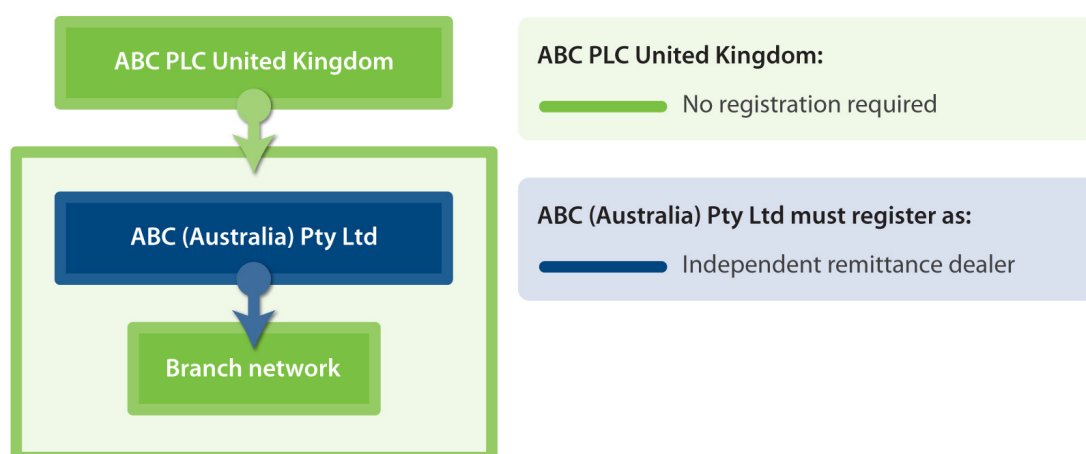 ABC PLC United Kingdom
ABC (Australia) Pty Ltd
Branch network
ABC PLC United Kingdom:
No registration required
ABC (Australia) Pty Ltd must register as:
Independent remittance dealer